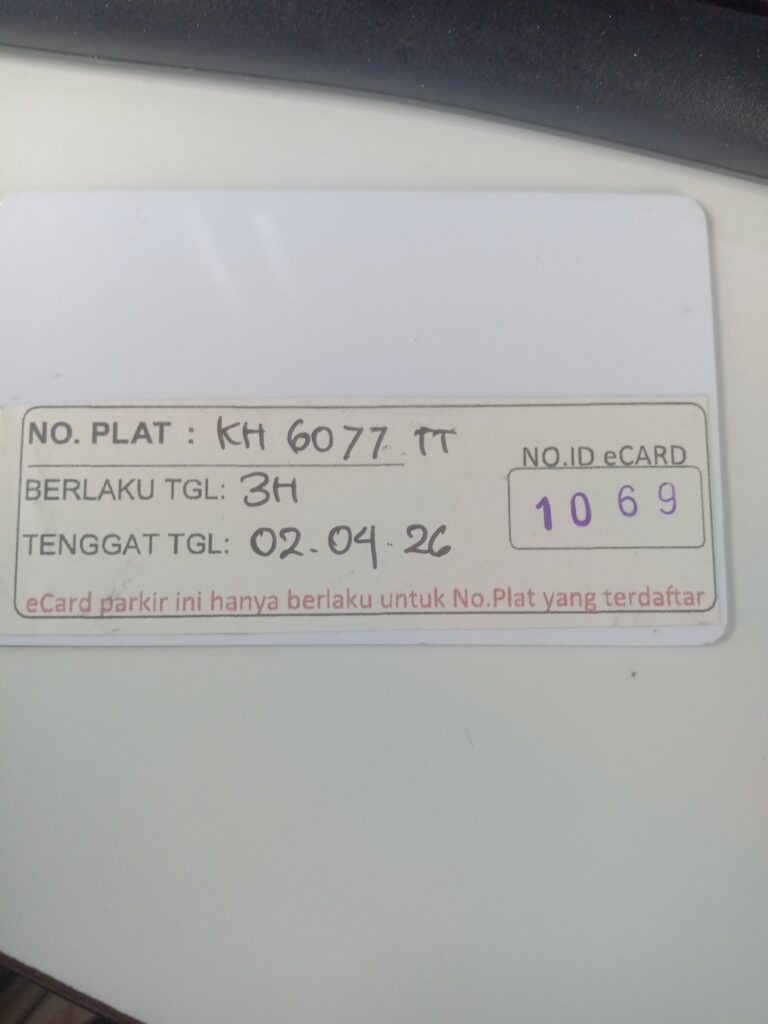 NO. PLAT : KH 6077 TT
BERLAKU TGL: 3H
TENGGAT TGL: 02.04.26
NO.ID eCARD
1069
eCard parkir ini hanya berlaku untuk No.Plat yang terdaftar